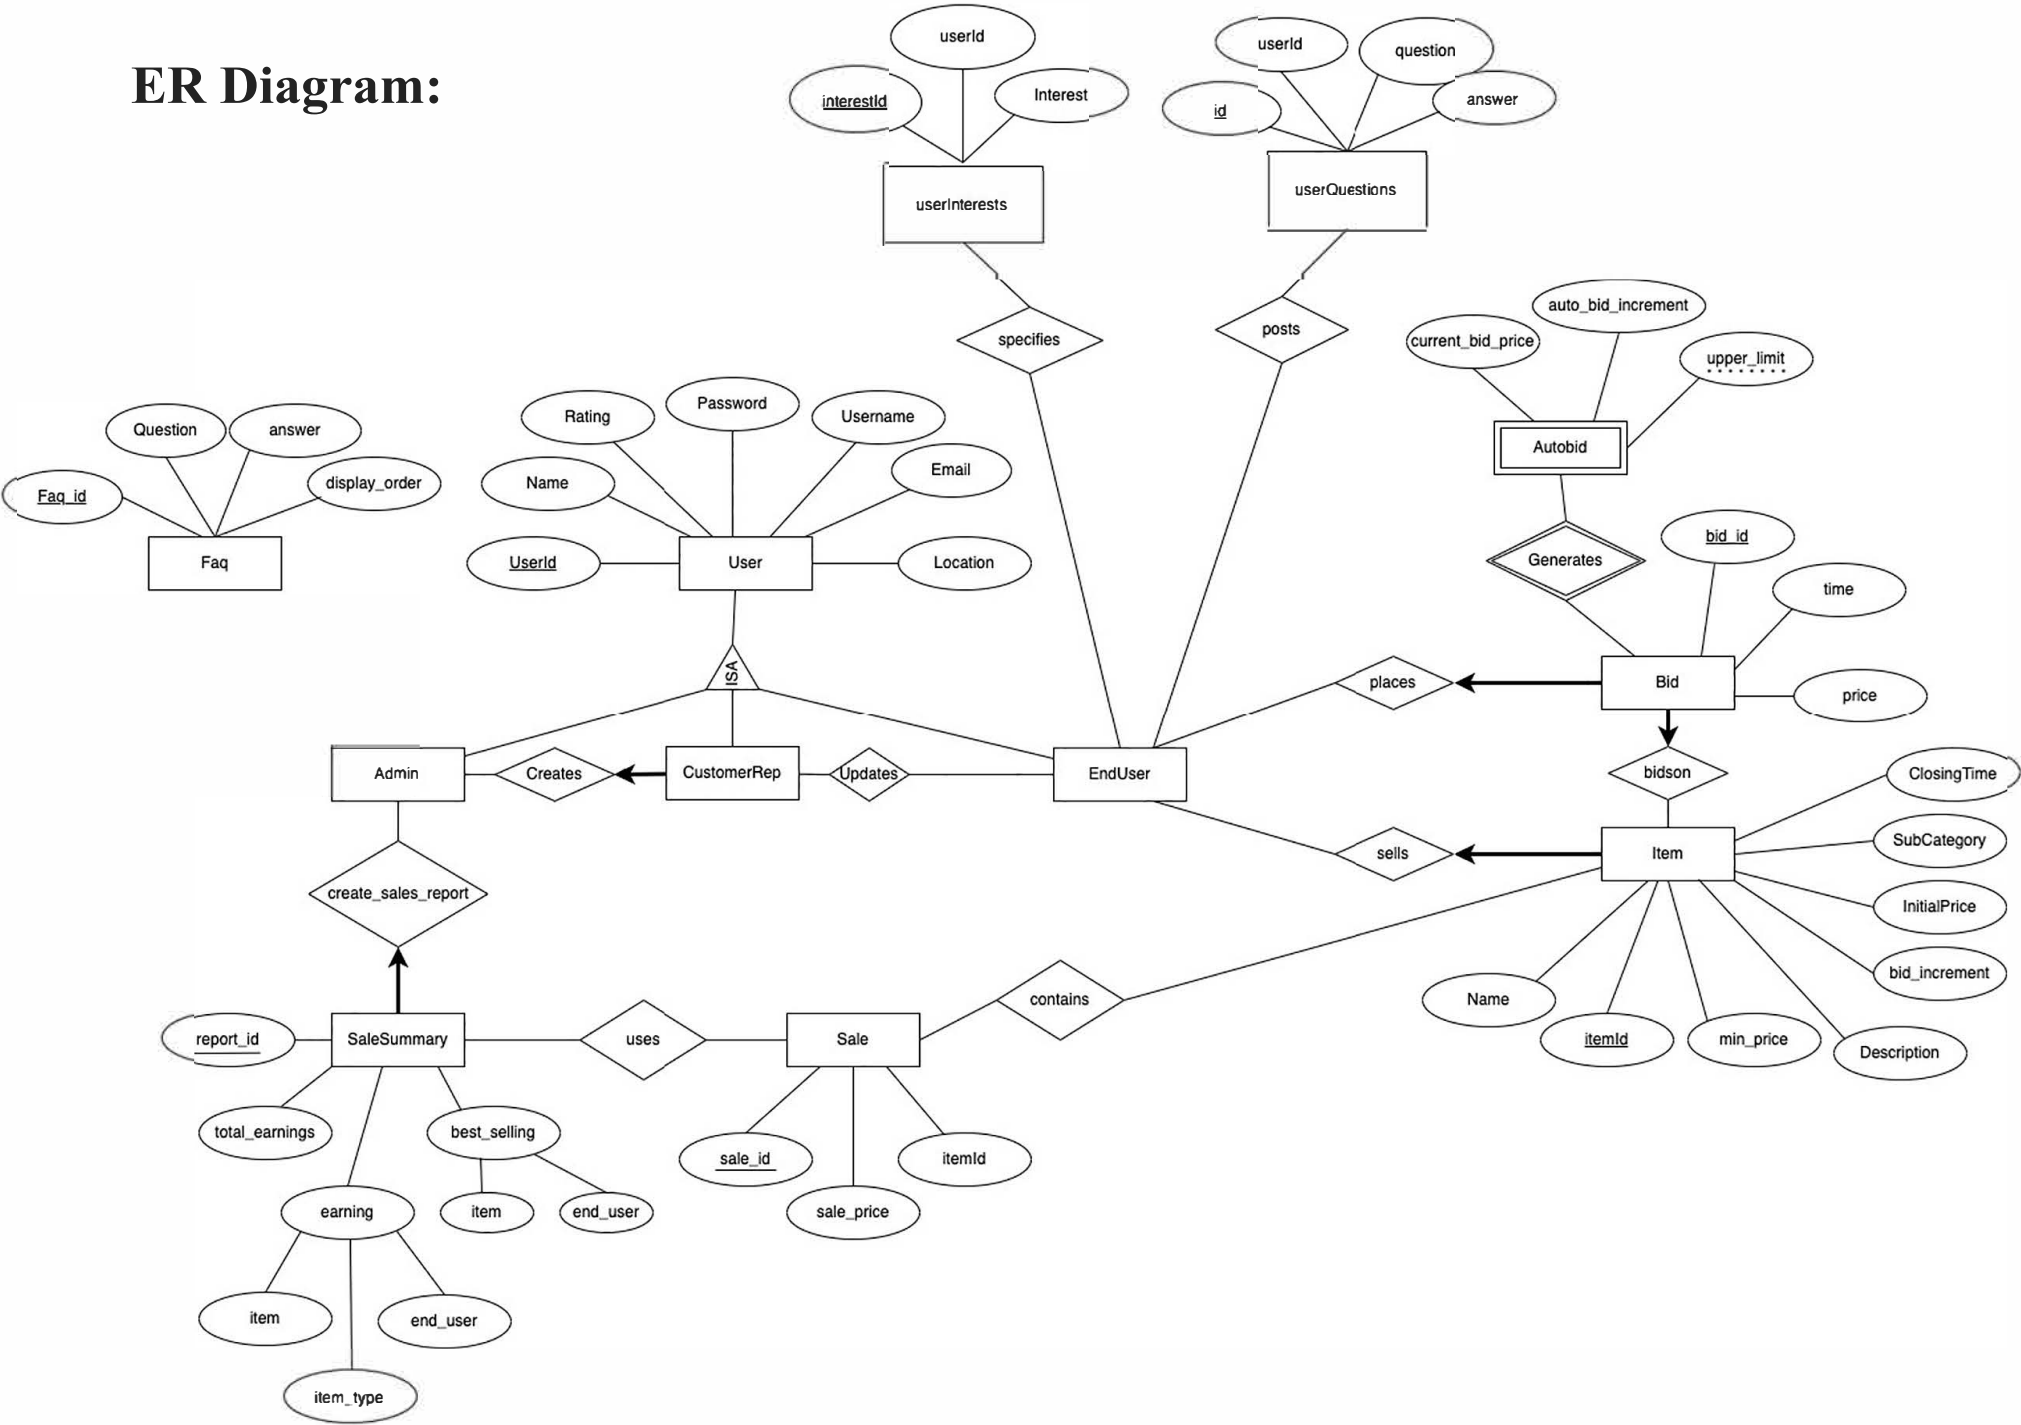 ER Diagram:
userId
interestId
Interest
userInterests
userId
question
id
answer
userQuestions
specifies
posts
auto_bid_increment
current_bid_price
upper_limit
Autobid
Generates
Question
answer
Faq_id
display_order
Faq
Rating
Password
Username
Name
Email
UserId
User
Location
ISA
bid_id
time
places
Bid
price
Admin
Creates
CustomerRep
Updates
EndUser
bidson
ClosingTime
sells
Item
SubCategory
InitialPrice
bid_increment
Name
itemId
min_price
Description
create_sales_report
contains
report_id
SaleSummary
uses
Sale
total_earnings
best_selling
sale_id
itemId
sale_price
earning
item
end_user
item
end_user
item_type